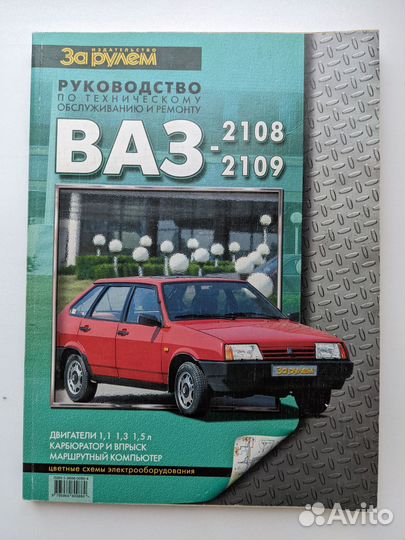 ИЗДАТЕЛЬСТВО
За рулем
РУКОВОДСТВО
ПО ТЕХНИЧЕСКОМУ
ОБСЛУЖИВАНИЮ И РЕМОНТУ
ВАЗ-2108
2109
За рулем
ДВИГАТЕЛИ 1,1 1,3 1,5 л
КАРБЮРАТОР И ВПРЫСК
МАРШРУТНЫЙ КОМПЬЮТЕР
цветные схемы электрооборудования
Avito